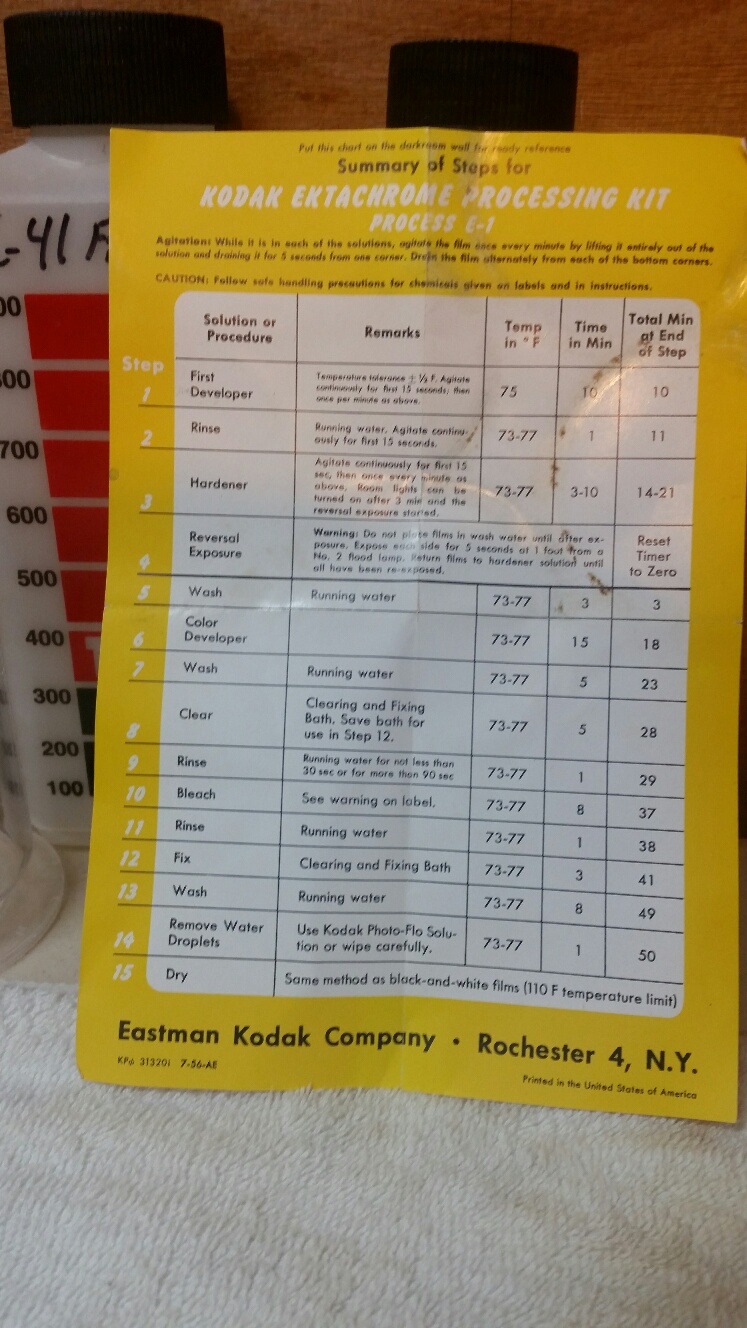 Put this chart on the darkroom wall for ready reference
Summary of Steps for
KODAK EKTACHROME PROCESSING KIT
PROCESS E-1
Agitation: While it is in each of the solutions, agitate the film once every minute by lifting it entirely out of the
solution and draining it for 5 seconds from one corner. Drain the film alternately from each of the bottom corners.
CAUTION: Follow safe handling precautions for chemicals given on labels and in instructions.
Step
Solution or
Procedure
Remarks
Temp
in °F
Time
in Min
Total Min
at End
of Step
1
First
Developer
Temperature tolerance ± ½ F. Agitate
continuously for first 15 seconds; then
once per minute as above.
75
10
10
2
Rinse
Running water. Agitate continu-
ously for first 15 seconds.
73-77
1
11
3
Hardener
Agitate continuously for first 15
sec, then once every minute as
above. Room lights can be
turned on after 3 min and the
reversal exposure started.
73-77
3-10
14-21
4
Reversal
Exposure
Warning: Do not place films in wash water until after ex-
posure. Expose each side for 5 seconds at 1 foot from a
No. 2 flood lamp. Return films to hardener solution until
all have been re-exposed.
Reset
Timer
to Zero
5
Wash
Running water
73-77
3
3
6
Color
Developer
73-77
15
18
7
Wash
Running water
73-77
5
23
8
Clear
Clearing and Fixing
Bath. Save bath for
use in Step 12.
73-77
5
28
9
Rinse
Running water for not less than
30 sec or for more than 90 sec
73-77
1
29
10
Bleach
See warning on label.
73-77
8
37
11
Rinse
Running water
73-77
1
38
12
Fix
Clearing and Fixing Bath
73-77
3
41
13
Wash
Running water
73-77
8
49
14
Remove Water
Droplets
Use Kodak Photo-Flo Solu-
tion or wipe carefully.
73-77
1
50
15
Dry
Same method as black-and-white films (110 F temperature limit)
Eastman Kodak Company • Rochester 4, N.Y.
KP# 31320i 7-56-AE
Printed in the United States of America
-41 F
00
00
700
600
500
400
300
200
100